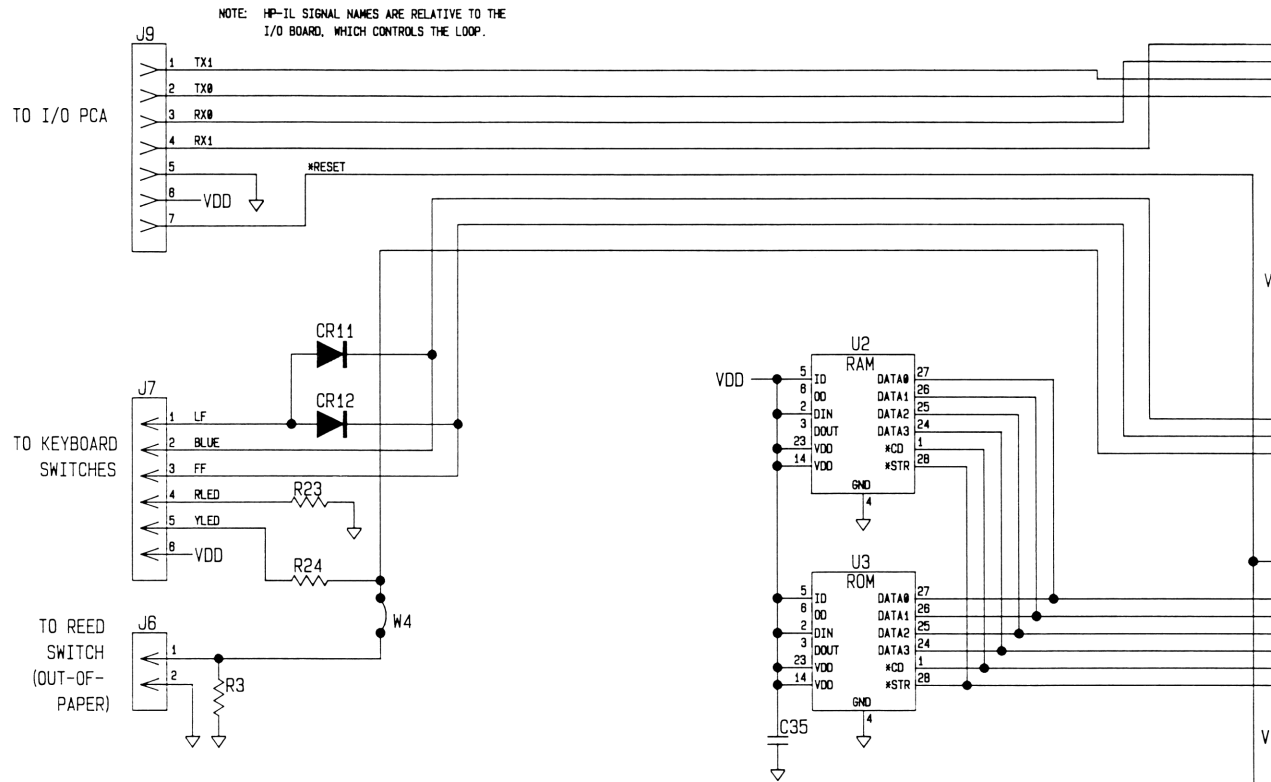 NOTE: HP-IL SIGNAL NAMES ARE RELATIVE TO THE
I/O BOARD, WHICH CONTROLS THE LOOP.
J9
1 TX1
2 TX0
TO I/O PCA
3 RX0
4 RX1
5
*RESET
6
VDD
7
CR11
CR12
J7
1 LF
TO KEYBOARD
SWITCHES
2 BLUE
3 FF
4 RLED
R23
5 YLED
6
VDD
R24
W4
TO REED
SWITCH
(OUT-OF-
PAPER)
J6
1
2
R3
U2
RAM
VDD
5 ID DATA0 27
6 OD DATA1 26
2 DIN DATA2 25
3 DOUT DATA3 24
23 VDD *CD 1
14 VDD *STR 28
GND
4
U3
ROM
5 ID DATA0 27
6 OD DATA1 26
2 DIN DATA2 25
3 DOUT DATA3 24
23 VDD *CD 1
14 VDD *STR 28
GND
4
C35
V
V